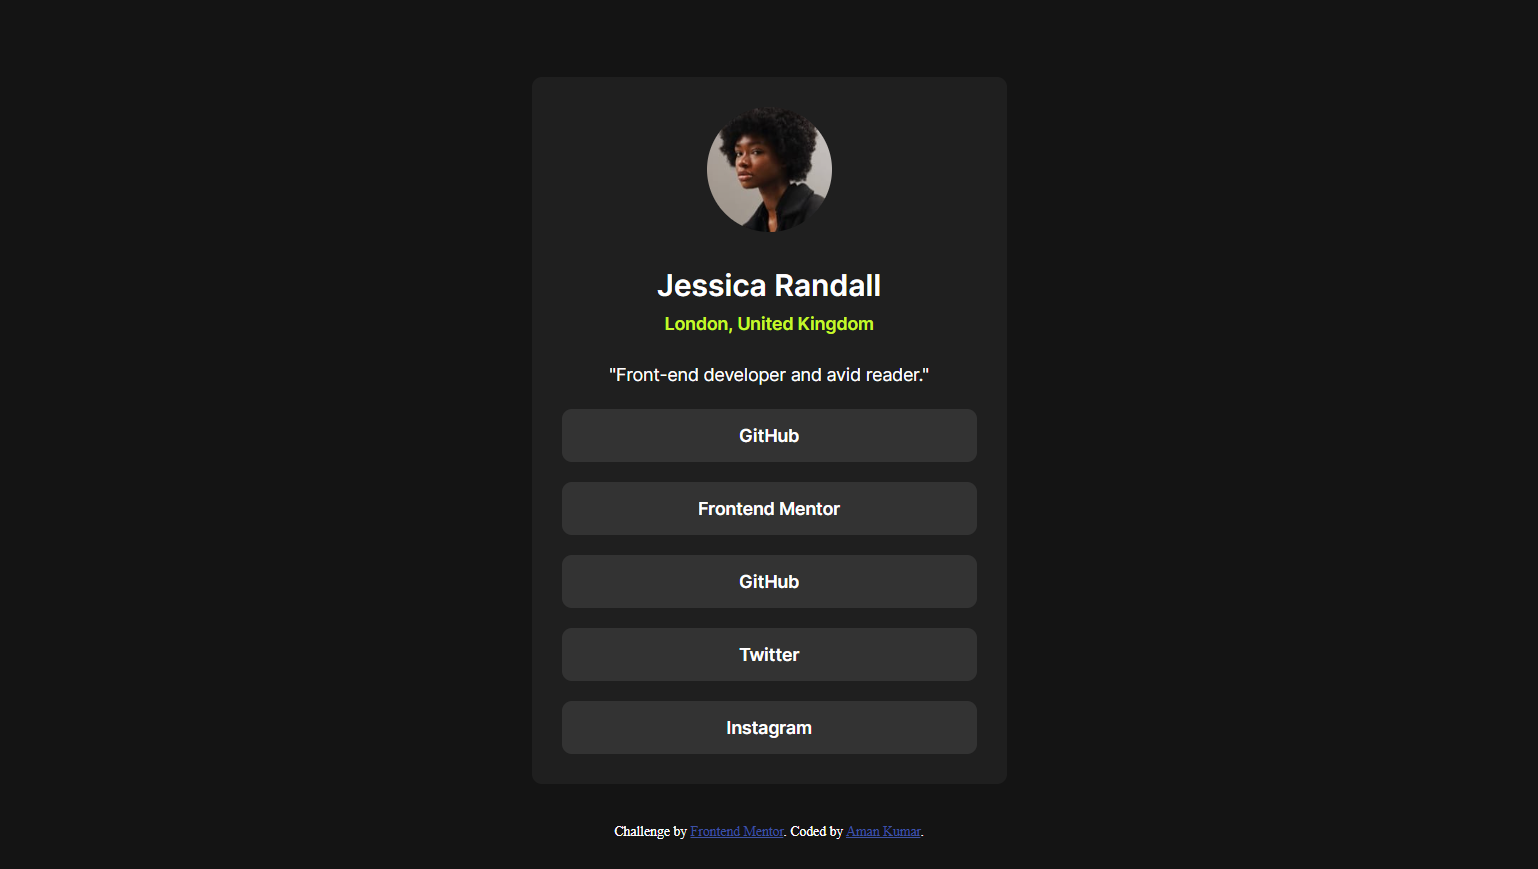 Jessica Randall
London, United Kingdom
"Front-end developer and avid reader."
GitHub
Frontend Mentor
GitHub
Twitter
Instagram
Challenge by Frontend Mentor. Coded by Aman Kumar.